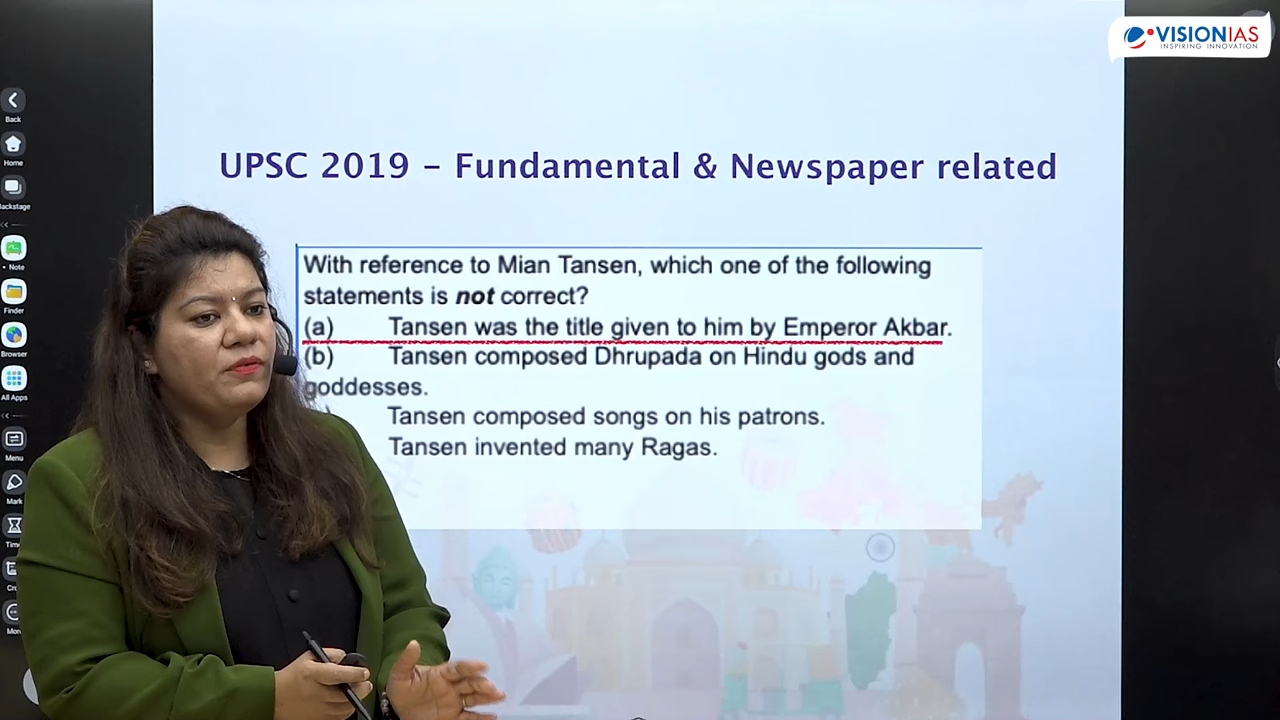 VISIONIAS
INSPIRING INNOVATION
UPSC 2019 – Fundamental & Newspaper related
With reference to Mian Tansen, which one of the following
statements is not correct?
(a) Tansen was the title given to him by Emperor Akbar.
(b) Tansen composed Dhrupada on Hindu gods and
goddesses.
Tansen composed songs on his patrons.
Tansen invented many Ragas.
Back
Home
Backstage
Note
Finder
Browser
All Apps
Menu
Mark